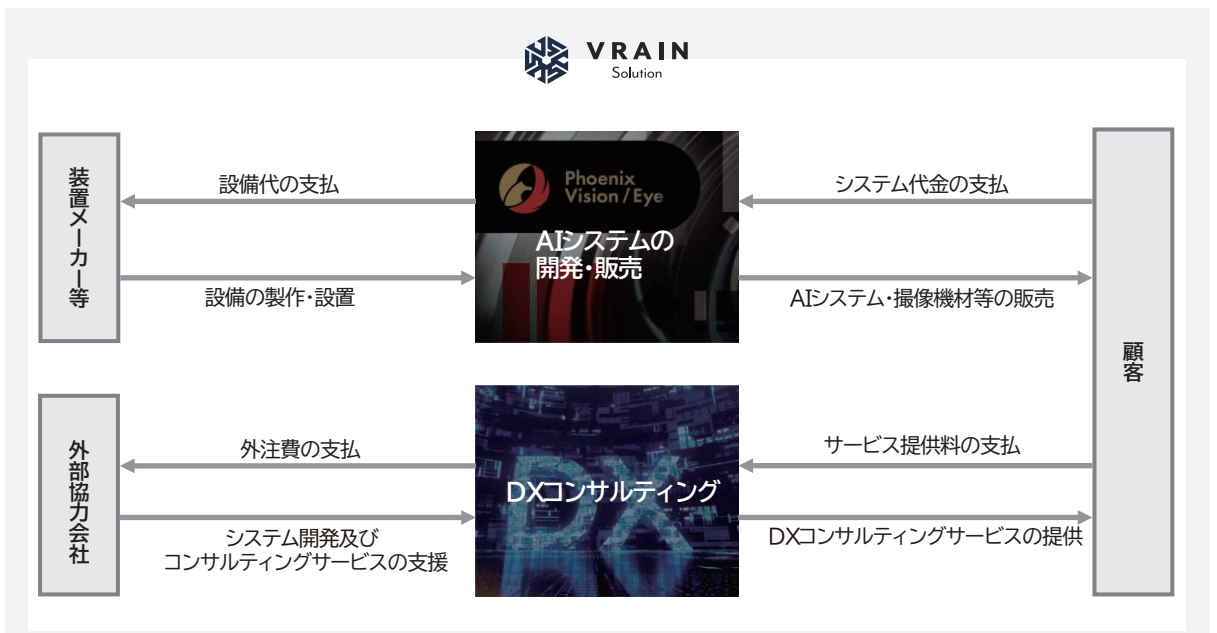 VRAIN
Solution
装置メーカー等
設備代の支払
設備の製作・設置
Phoenix
Vision / Eye
AIシステムの
開発・販売
システム代金の支払
AIシステム・撮像機材等の販売
顧客
外部協力会社
外注費の支払
システム開発及び
コンサルティングサービスの支援
DX
DXコンサルティング
サービス提供料の支払
DXコンサルティングサービスの提供